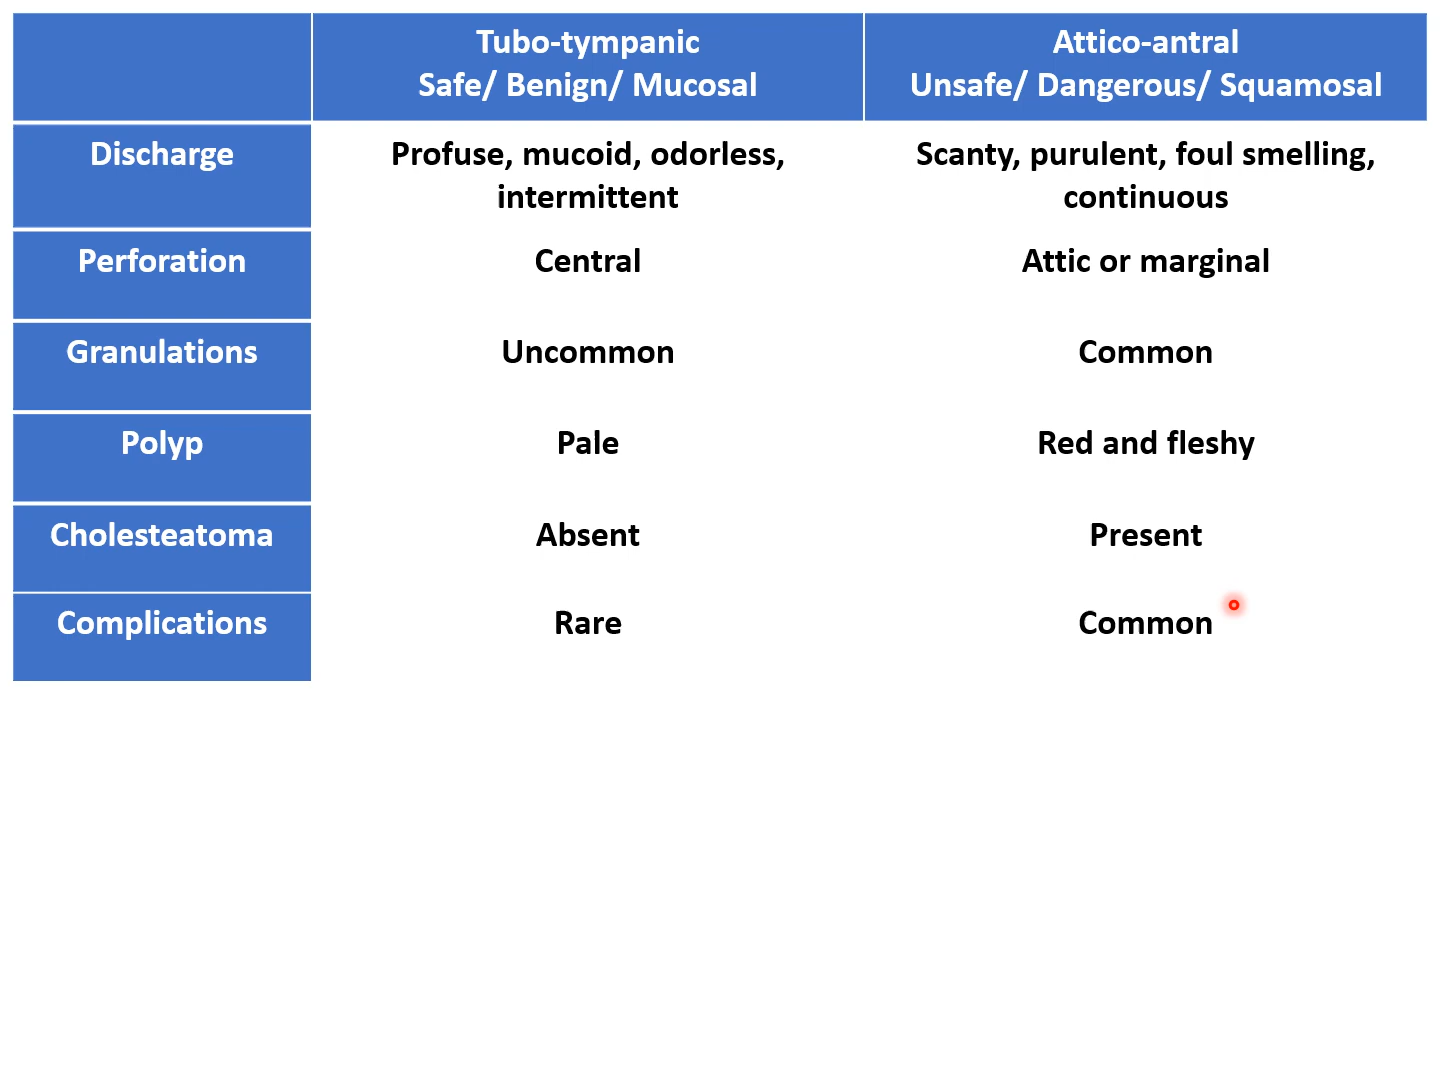 Tubo-tympanic
Safe/ Benign/ Mucosal
Attico-antral
Unsafe/ Dangerous/ Squamosal
Discharge
Profuse, mucoid, odorless,
intermittent
Scanty, purulent, foul smelling,
continuous
Perforation
Central
Attic or marginal
Granulations
Uncommon
Common
Polyp
Pale
Red and fleshy
Cholesteatoma
Absent
Present
Complications
Rare
Common